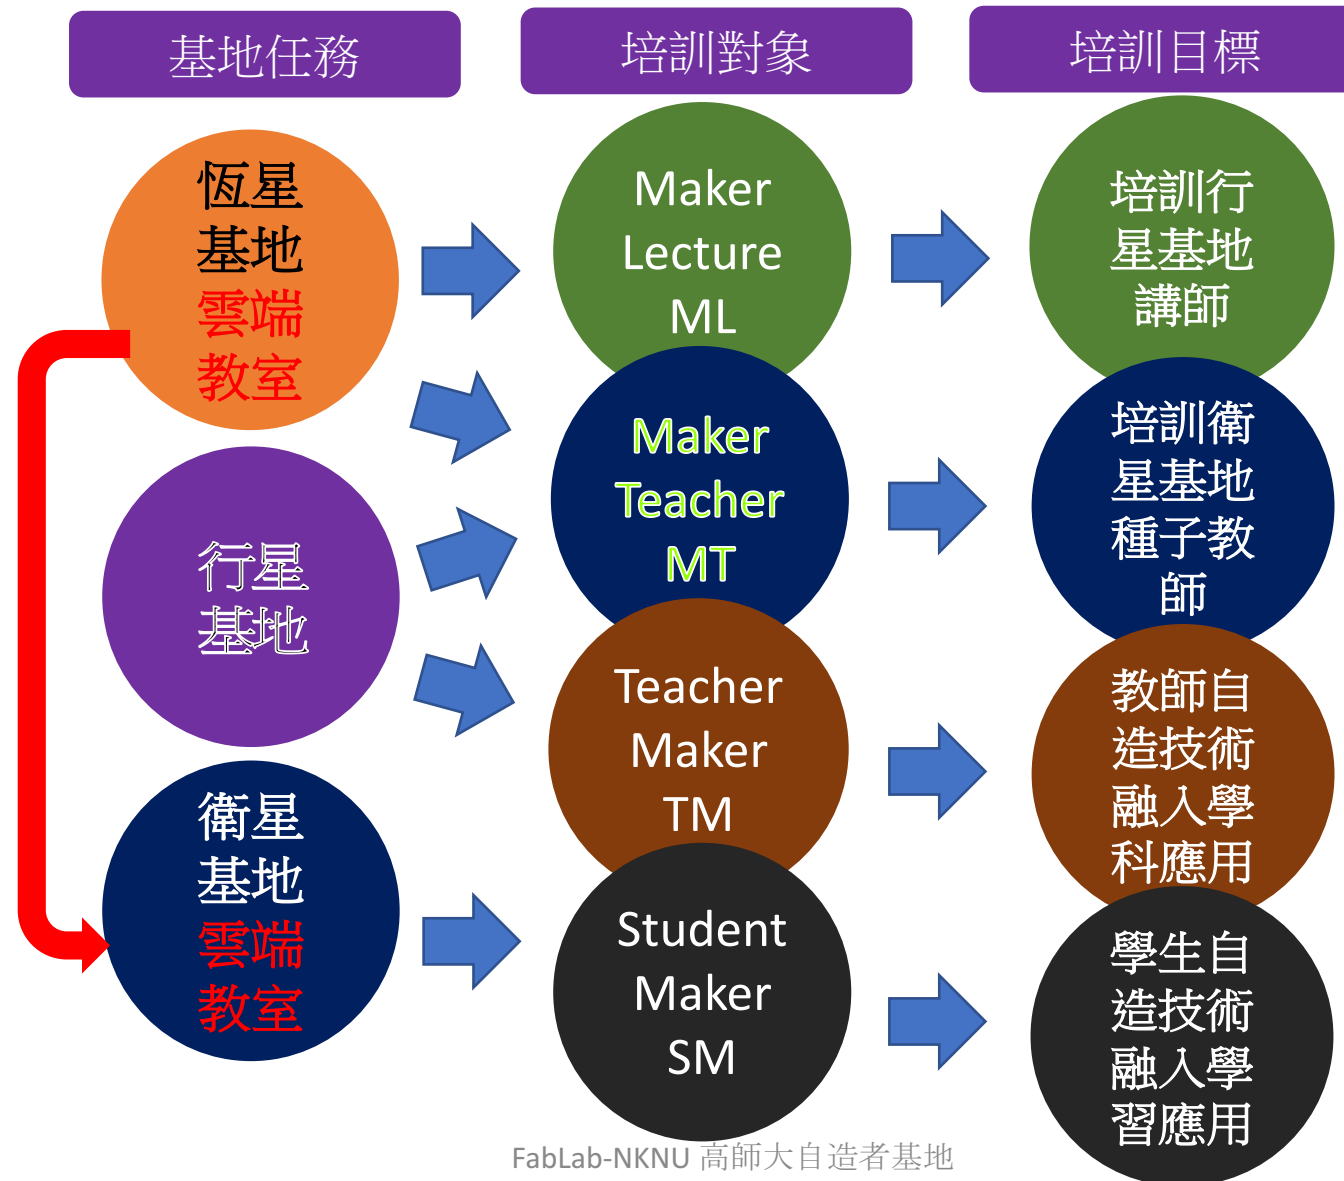 基地任務
培訓對象
培訓目標
恆星
基地
雲端
教室
行星
基地
衛星
基地
雲端
教室
Maker
Lecture
ML
Maker
Teacher
MT
Teacher
Maker
TM
Student
Maker
SM
培訓行
星基地
講師
培訓衛
星基地
種子教
師
教師自
造技術
融入學
科應用
學生自
造技術
融入學
習應用
FabLab-NKNU 高師大自造者基地